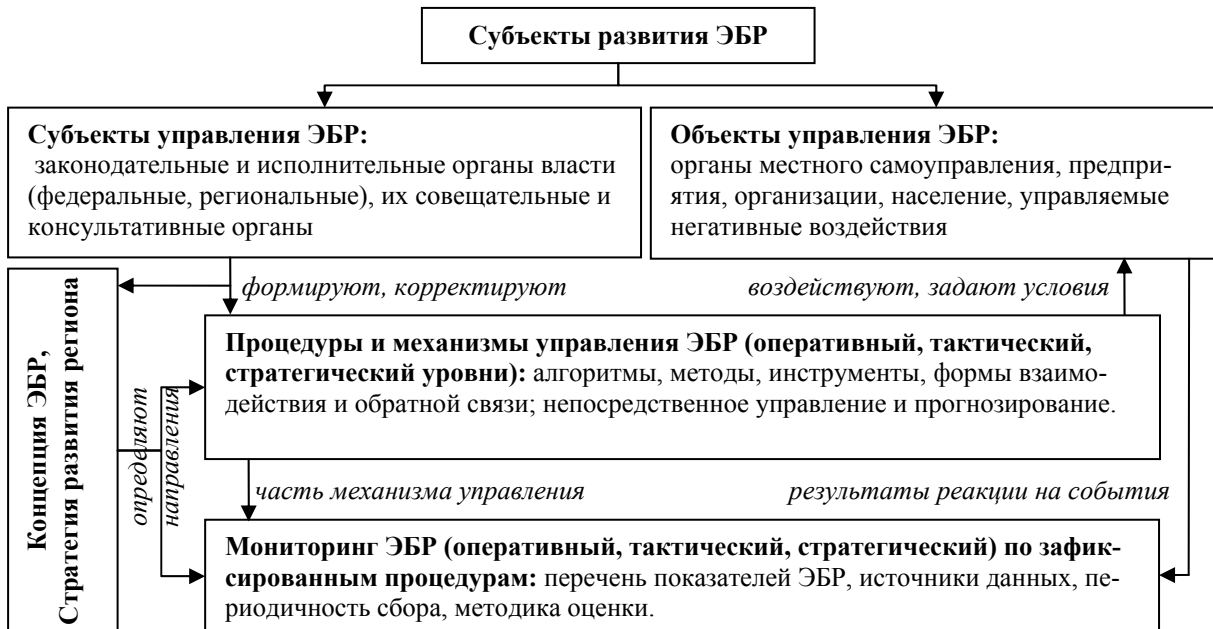 Субъекты развития ЭБР
Субъекты управления ЭБР:
законодательные и исполнительные органы власти
(федеральные, региональные), их совещательные и
консультативные органы
Объекты управления ЭБР:
органы местного самоуправления, предпри-
ятия, организации, население, управляемые
негативные воздействия
формируют, корректируют
воздействуют, задают условия
Концепция ЭБР,
Стратегия развития региона
определяют
направления
Процедуры и механизмы управления ЭБР (оперативный, тактический,
стратегический уровни): алгоритмы, методы, инструменты, формы взаимо-
действия и обратной связи; непосредственное управление и прогнозирование.
часть механизма управления
результаты реакции на события
Мониторинг ЭБР (оперативный, тактический, стратегический) по зафик-
сированным процедурам: перечень показателей ЭБР, источники данных, пе-
риодичность сбора, методика оценки.